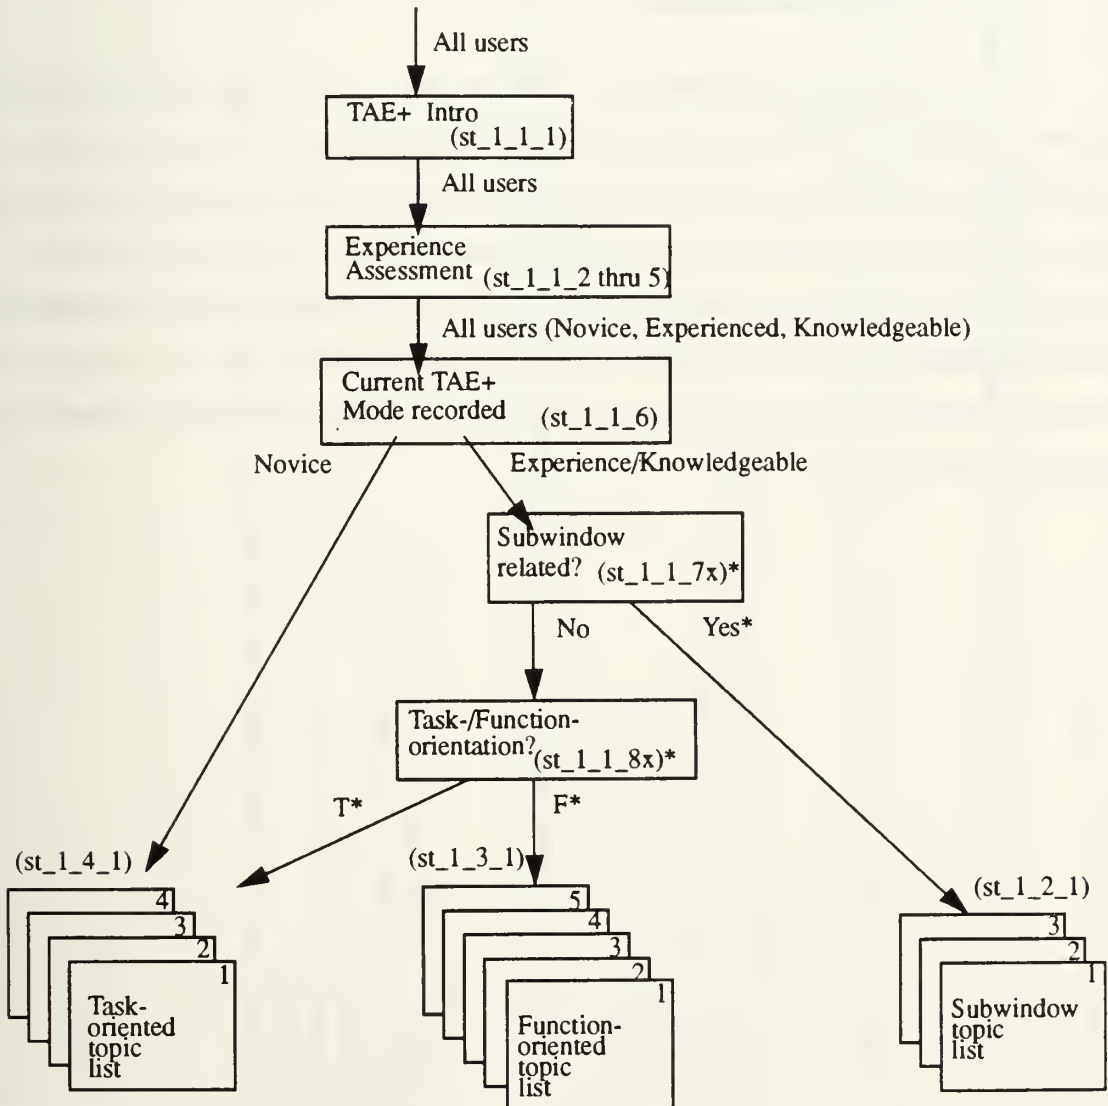 All users
TAE+ Intro
(st_1_1_1)
All users
Experience
Assessment (st_1_1_2 thru 5)
All users (Novice, Experienced, Knowledgeable)
Current TAE+
Mode recorded (st_1_1_6)
Novice
Experience/Knowledgeable
Subwindow
related? (st_1_1_7x)*
No
Yes*
Task-/Function-
orientation? (st_1_1_8x)*
T*
F*
(st_1_4_1)
4
3
2
1
Task-
oriented
topic
list
(st_1_3_1)
5
4
3
2
1
Function-
oriented
topic
list
(st_1_2_1)
3
2
1
Subwindow
topic
list